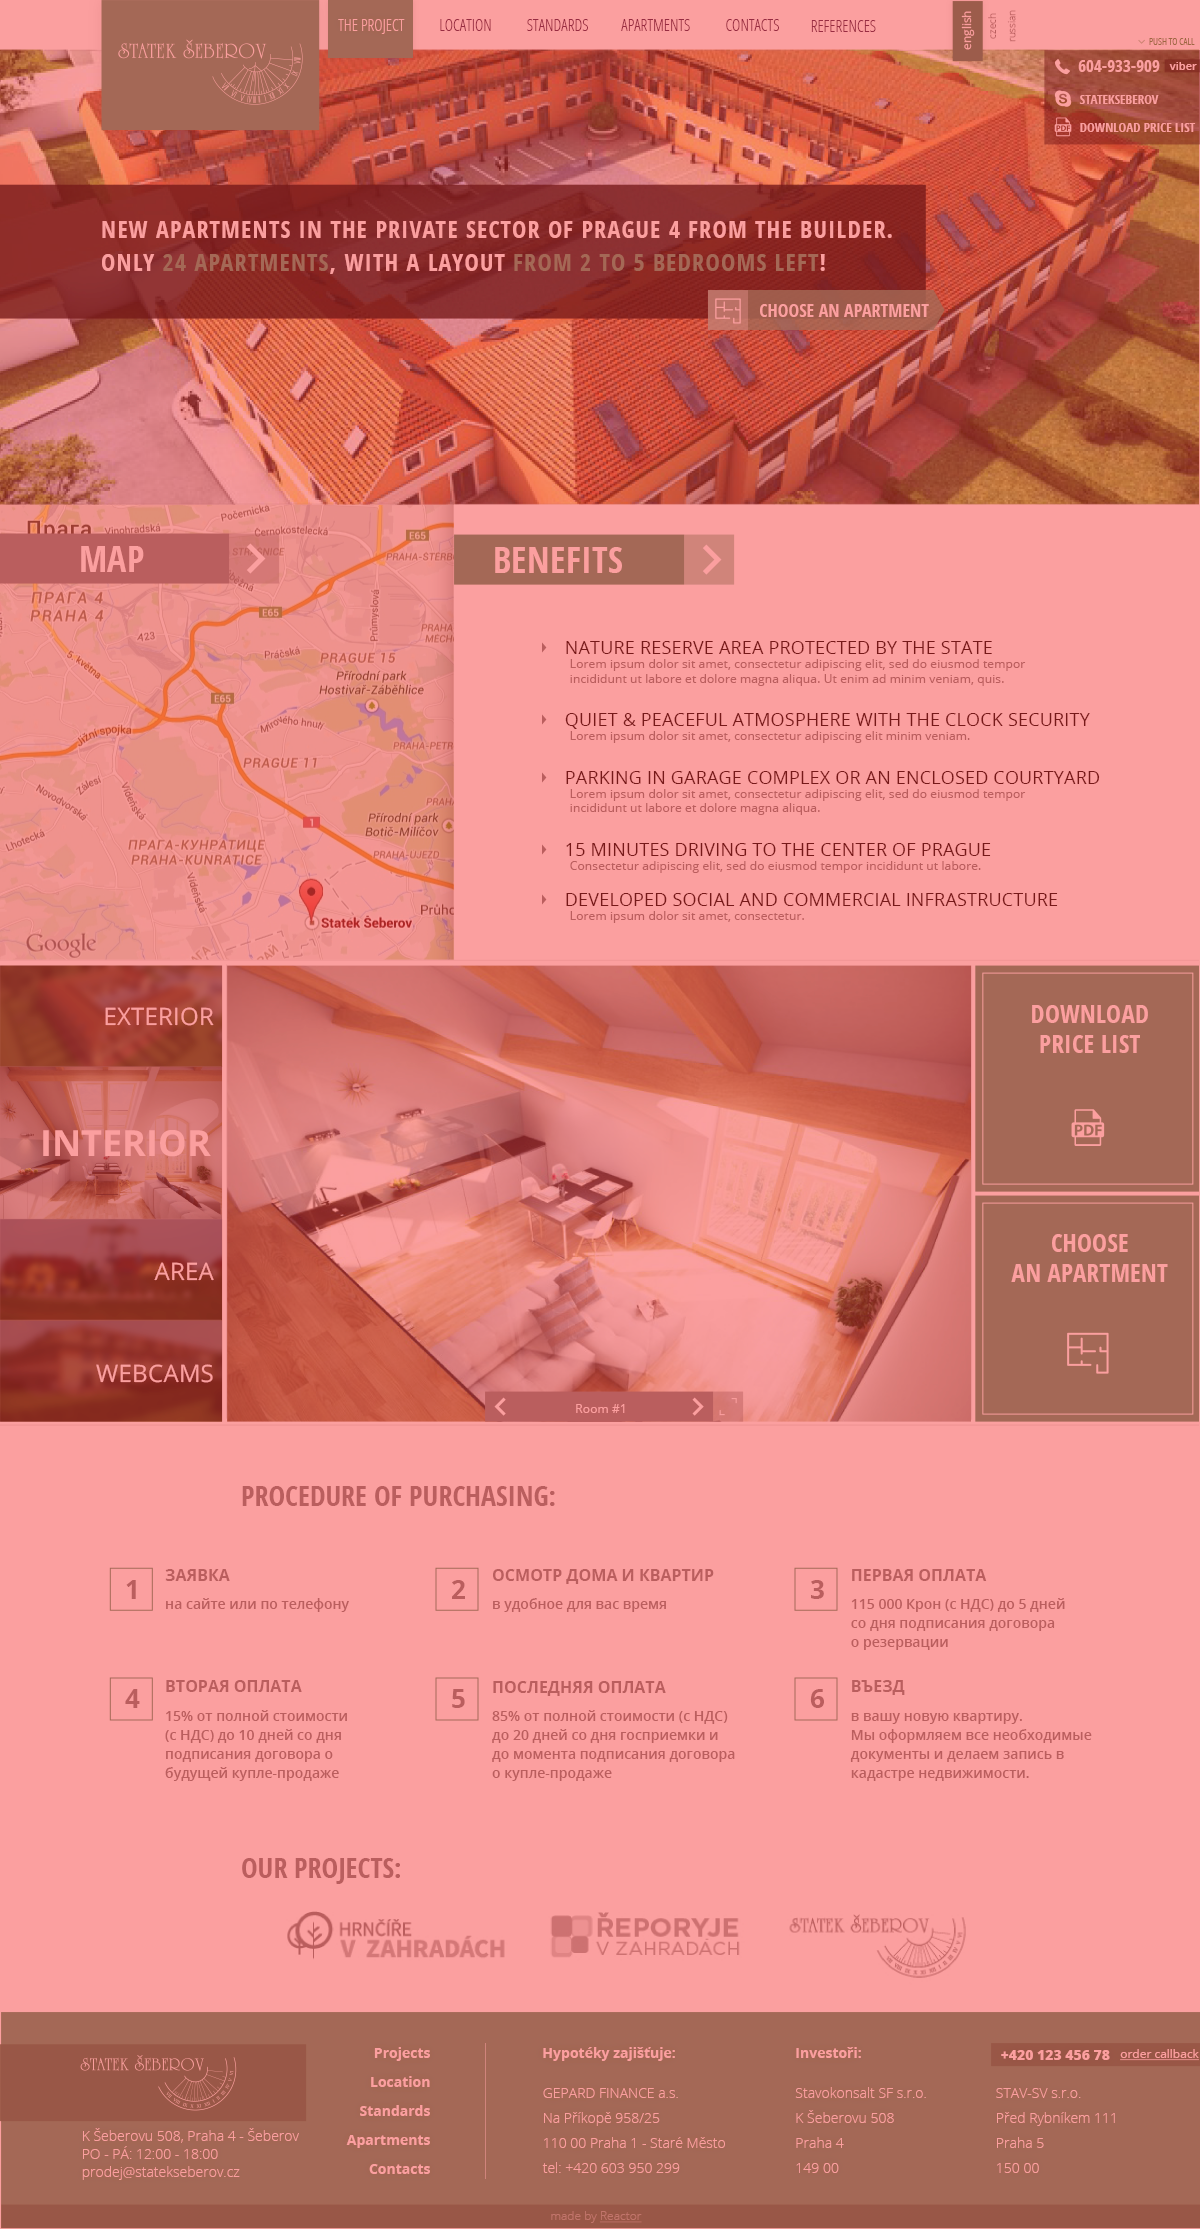 STATEK ŠEBEROV
THE PROJECT
LOCATION
STANDARDS
APARTMENTS
CONTACTS
REFERENCES
english
czech
russian
PUSH TO CALL
604-933-909 viber
STATEKSEBEROV
PDF DOWNLOAD PRICE LIST
NEW APARTMENTS IN THE PRIVATE SECTOR OF PRAGUE 4 FROM THE BUILDER.
ONLY 24 APARTMENTS, WITH A LAYOUT FROM 2 TO 5 BEDROOMS LEFT!
CHOOSE AN APARTMENT
Прага
Vinohradská
Počernická
Černokostelecká
E65
MAP
PRAHA-ŠTĚRB
ПРАГА 4
PRAHA 4
E65
Průmyslová
A23
5. května
Práčská
PRAGUE 15
PRAHA-
MECH
Přírodní park
Hostivař-Záběhlice
E65
Mirového hnutí
Jižní spojka
PRAHA-PETR
PRAGUE 11
Zálesí
Novodvorská
Vídeňská
PRAHA-
1
Přírodní park
Botič-Milíčov
Lhotecká
ПРАГА-КУНРАТИЦЕ
PRAHA-KUNRATICE
PRAHA-UJEZD
Vídeňská
Průho
Statek Šeberov
Google
BENEFITS
NATURE RESERVE AREA PROTECTED BY THE STATE
Lorem ipsum dolor sit amet, consectetur adipiscing elit, sed do eiusmod tempor
incididunt ut labore et dolore magna aliqua. Ut enim ad minim veniam, quis.
QUIET & PEACEFUL ATMOSPHERE WITH THE CLOCK SECURITY
Lorem ipsum dolor sit amet, consectetur adipiscing elit minim veniam.
PARKING IN GARAGE COMPLEX OR AN ENCLOSED COURTYARD
Lorem ipsum dolor sit amet, consectetur adipiscing elit, sed do eiusmod tempor
incididunt ut labore et dolore magna aliqua.
15 MINUTES DRIVING TO THE CENTER OF PRAGUE
Consectetur adipiscing elit, sed do eiusmod tempor incididunt ut labore.
DEVELOPED SOCIAL AND COMMERCIAL INFRASTRUCTURE
Lorem ipsum dolor sit amet, consectetur.
EXTERIOR
INTERIOR
AREA
WEBCAMS
Room #1
DOWNLOAD
PRICE LIST
PDF
CHOOSE
AN APARTMENT
PROCEDURE OF PURCHASING:
1
ЗАЯВКА
на сайте или по телефону
2
ОСМОТР ДОМА И КВАРТИР
в удобное для вас время
3
ПЕРВАЯ ОПЛАТА
115 000 Крон (с НДС) до 5 дней
со дня подписания договора
о резервации
4
ВТОРАЯ ОПЛАТА
15% от полной стоимости
(с НДС) до 10 дней со дня
подписания договора о
будущей купле-продаже
5
ПОСЛЕДНЯЯ ОПЛАТА
85% от полной стоимости (с НДС)
до 20 дней со дня госприемки и
до момента подписания договора
о купле-продаже
6
ВЪЕЗД
в вашу новую квартиру.
Мы оформляем все необходимые
документы и делаем запись в
кадастре недвижимости.
OUR PROJECTS:
HRNČÍŘE
V ZAHRADÁCH
ŘEPORYJE
V ZAHRADÁCH
STATEK ŠEBEROV
STATEK ŠEBEROV
K Šeberovu 508, Praha 4 - Šeberov
PO - PÁ: 12:00 - 18:00
prodej@statekseberov.cz
Projects
Location
Standards
Apartments
Contacts
Hypotéky zajišťuje:
GEPARD FINANCE a.s.
Na Příkopě 958/25
110 00 Praha 1 - Staré Město
tel: +420 603 950 299
Investoři:
Stavokonsalt SF s.r.o.
K Šeberovu 508
Praha 4
149 00
+420 123 456 78 order callback
STAV-SV s.r.o.
Před Rybníkem 111
Praha 5
150 00
made by Reactor